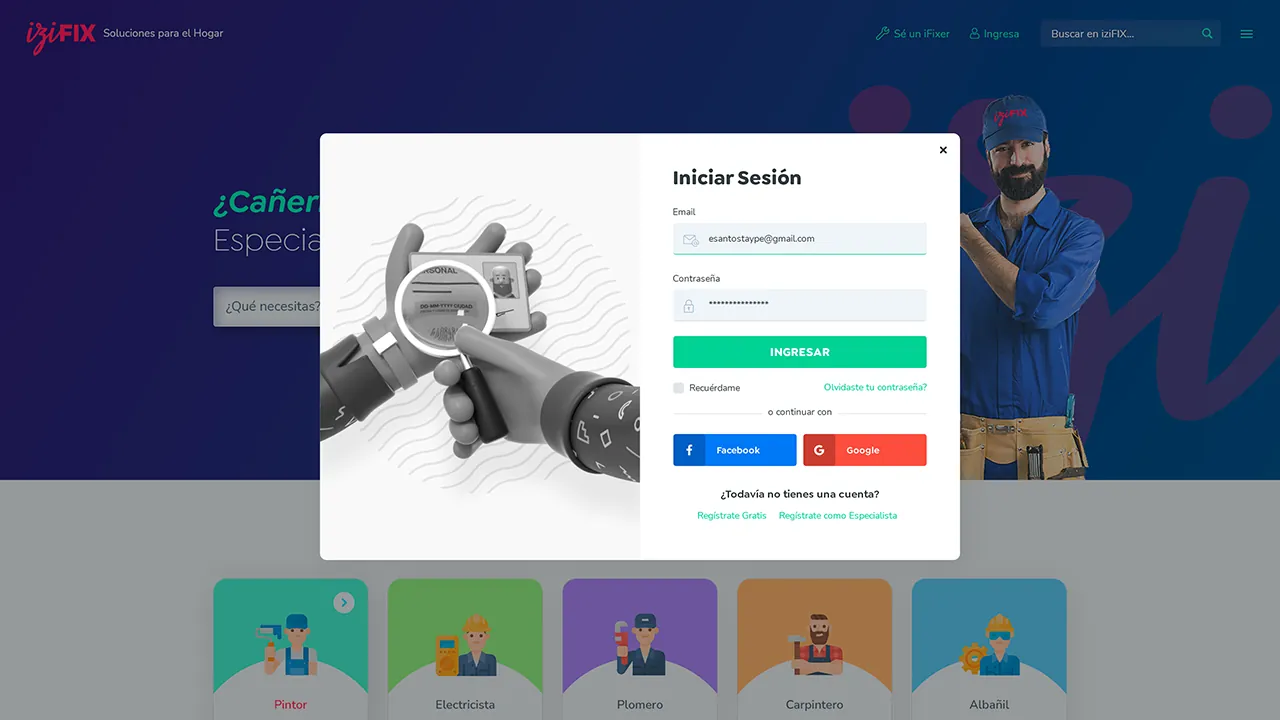 iziFIX Soluciones para el Hogar
Sé un iFixer
Ingresa
Buscar en iziFIX...
iziFIX
¿Cañer
Especia
¿Qué necesitas?
PERSONAL
DD-MM-YYYY CIUDAD
Iniciar Sesión
Email
esantostaype@gmail.com
Contraseña
***************
INGRESAR
Recuérdame
Olvidaste tu contraseña?
o continuar con
f Facebook
G Google
¿Todavía no tienes una cuenta?
Regístrate Gratis
Regístrate como Especialista
Pintor
Electricista
Plomero
Carpintero
Albañil